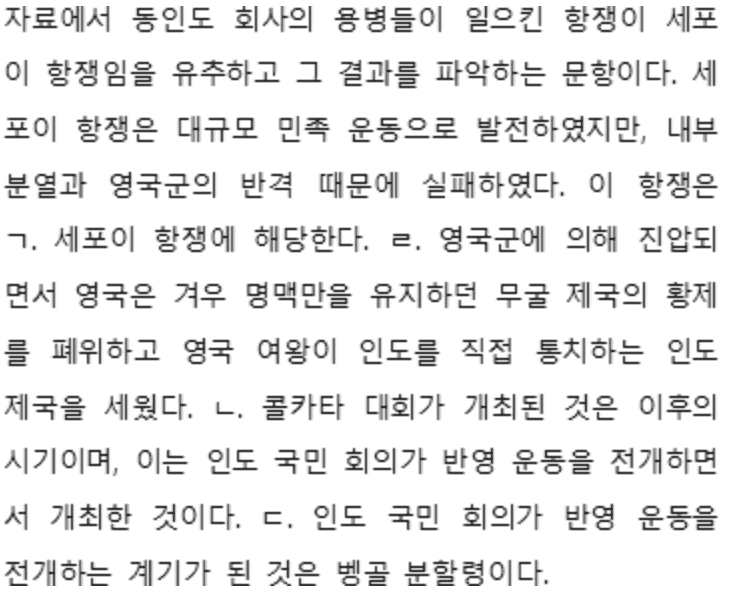 자료에서 동인도 회사의 용병들이 일으킨 항쟁이 세포
이 항쟁임을 유추하고 그 결과를 파악하는 문항이다. 세
포이 항쟁은 대규모 민족 운동으로 발전하였지만, 내부
분열과 영국군의 반격 때문에 실패하였다. 이 항쟁은
ㄱ. 세포이 항쟁에 해당한다. ㄹ. 영국군에 의해 진압되
면서 영국은 겨우 명맥만을 유지하던 무굴 제국의 황제
를 폐위하고 영국 여왕이 인도를 직접 통치하는 인도
제국을 세웠다. ㄴ. 콜카타 대회가 개최된 것은 이후의
시기이며, 이는 인도 국민 회의가 반영 운동을 전개하면
서 개최한 것이다. ㄷ. 인도 국민 회의가 반영 운동을
전개하는 계기가 된 것은 벵골 분할령이다.